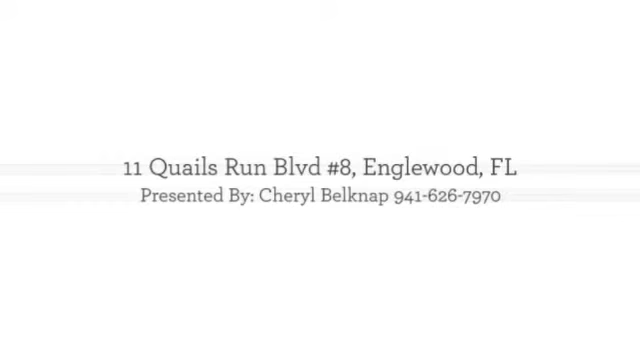 11 Quails Run Blvd #8, Englewood, FL
Presented By: Cheryl Belknap 941-626-7970